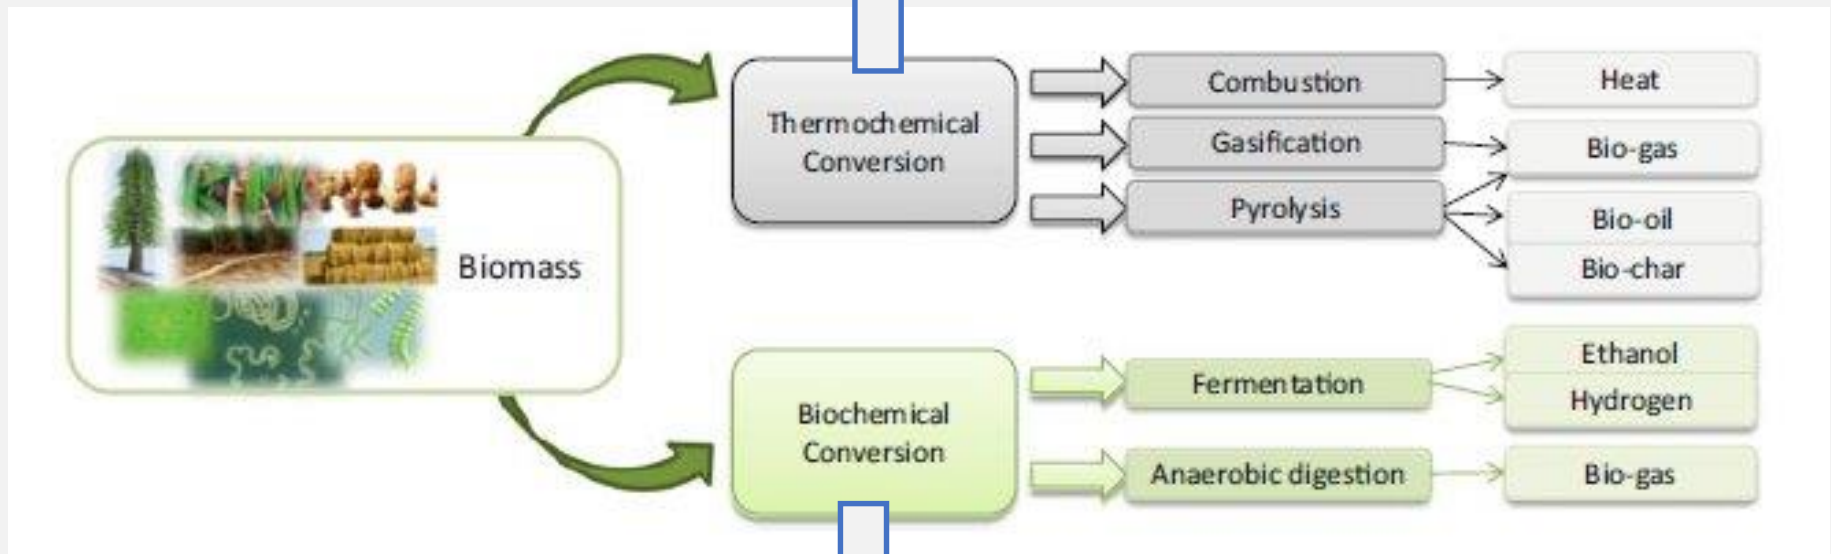 Biomass
Thermochemical
Conversion
Combustion
Heat
Gasification
Bio-gas
Pyrolysis
Bio-oil
Bio-char
Biochemical
Conversion
Fermentation
Ethanol
Hydrogen
Anaerobic digestion
Bio-gas